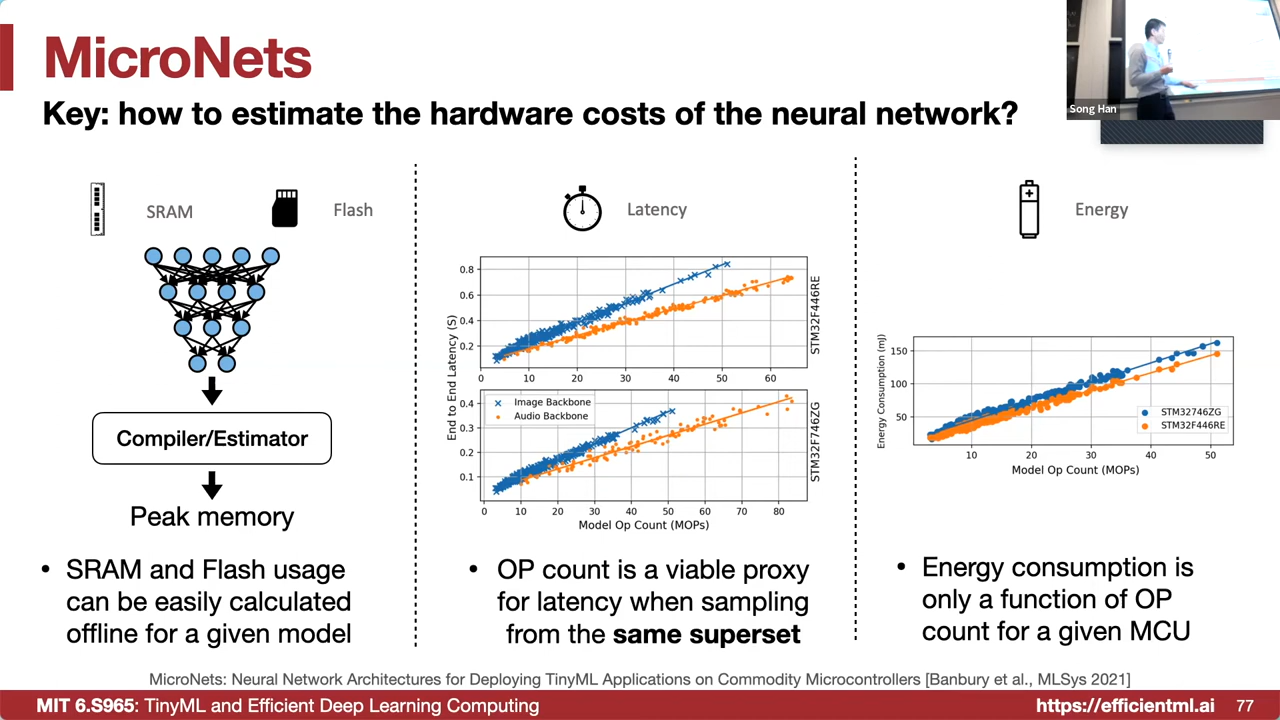 MicroNets
Song Han
Key: how to estimate the hardware costs of the neural network?
SRAM
Flash
Compiler/Estimator
Peak memory
• SRAM and Flash usage
can be easily calculated
offline for a given model
Latency
End to End Latency (S)
0.8
0.6
0.4
0.2
0 10 20 30 40 50 60
STM32F446RE
Image Backbone
Audio Backbone
0.4
0.3
0.2
0.1
0 10 20 30 40 50 60 70 80
STM32F746ZG
Model Op Count (MOPs)
• OP count is a viable proxy
for latency when sampling
from the same superset
Energy
Energy Consumption (mJ)
150
100
50
STM32746ZG
STM32F446RE
10 20 30 40 50
Model Op Count (MOPs)
• Energy consumption is
only a function of OP
count for a given MCU
MicroNets: Neural Network Architectures for Deploying TinyML Applications on Commodity Microcontrollers [Banbury et al., MLSys 2021]
MIT 6.S965: TinyML and Efficient Deep Learning Computing
https://efficientml.ai
77